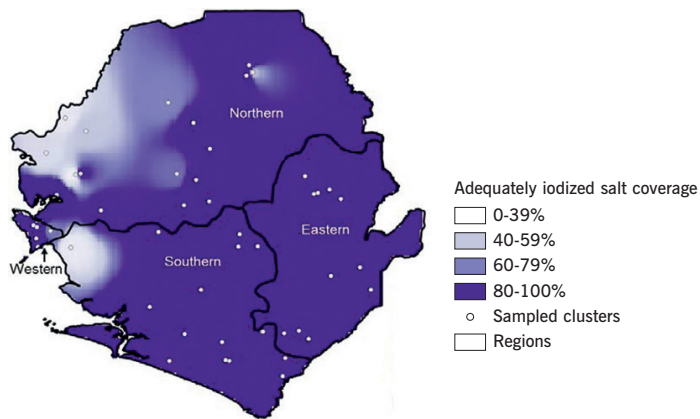 Northern
Eastern
Southern
Western
Adequately iodized salt coverage
0-39%
40-59%
60-79%
80-100%
Sampled clusters
Regions